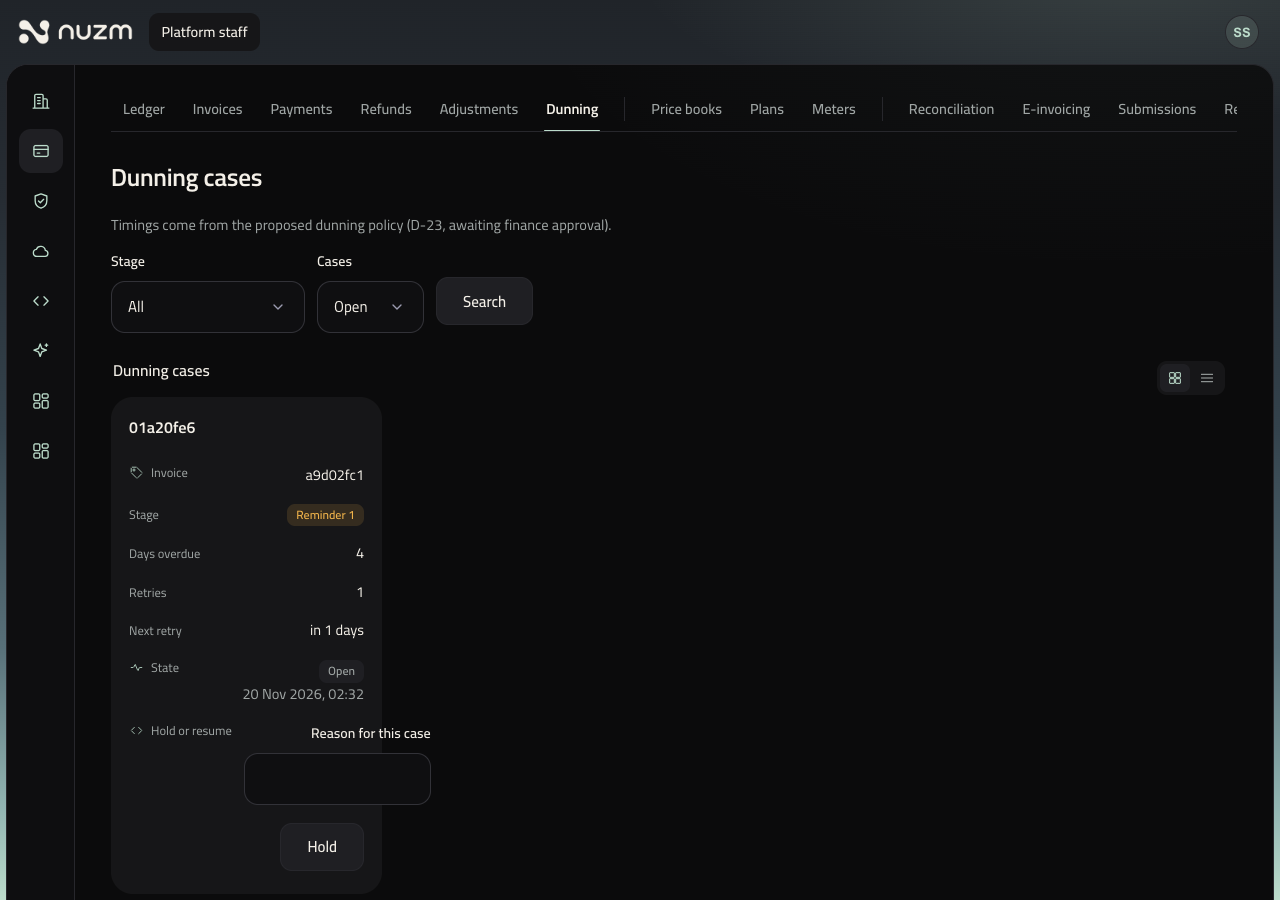 nuzm
Platform staff
SS
Ledger Invoices Payments Refunds Adjustments Dunning Price books Plans Meters Reconciliation E-invoicing Submissions Re
Dunning cases
Timings come from the proposed dunning policy (D-23, awaiting finance approval).
Stage Cases
All Open Search
Dunning cases
01a20fe6
Invoice a9d02fc1
Stage Reminder 1
Days overdue 4
Retries 1
Next retry in 1 days
State Open
20 Nov 2026, 02:32
Hold or resume Reason for this case
Hold